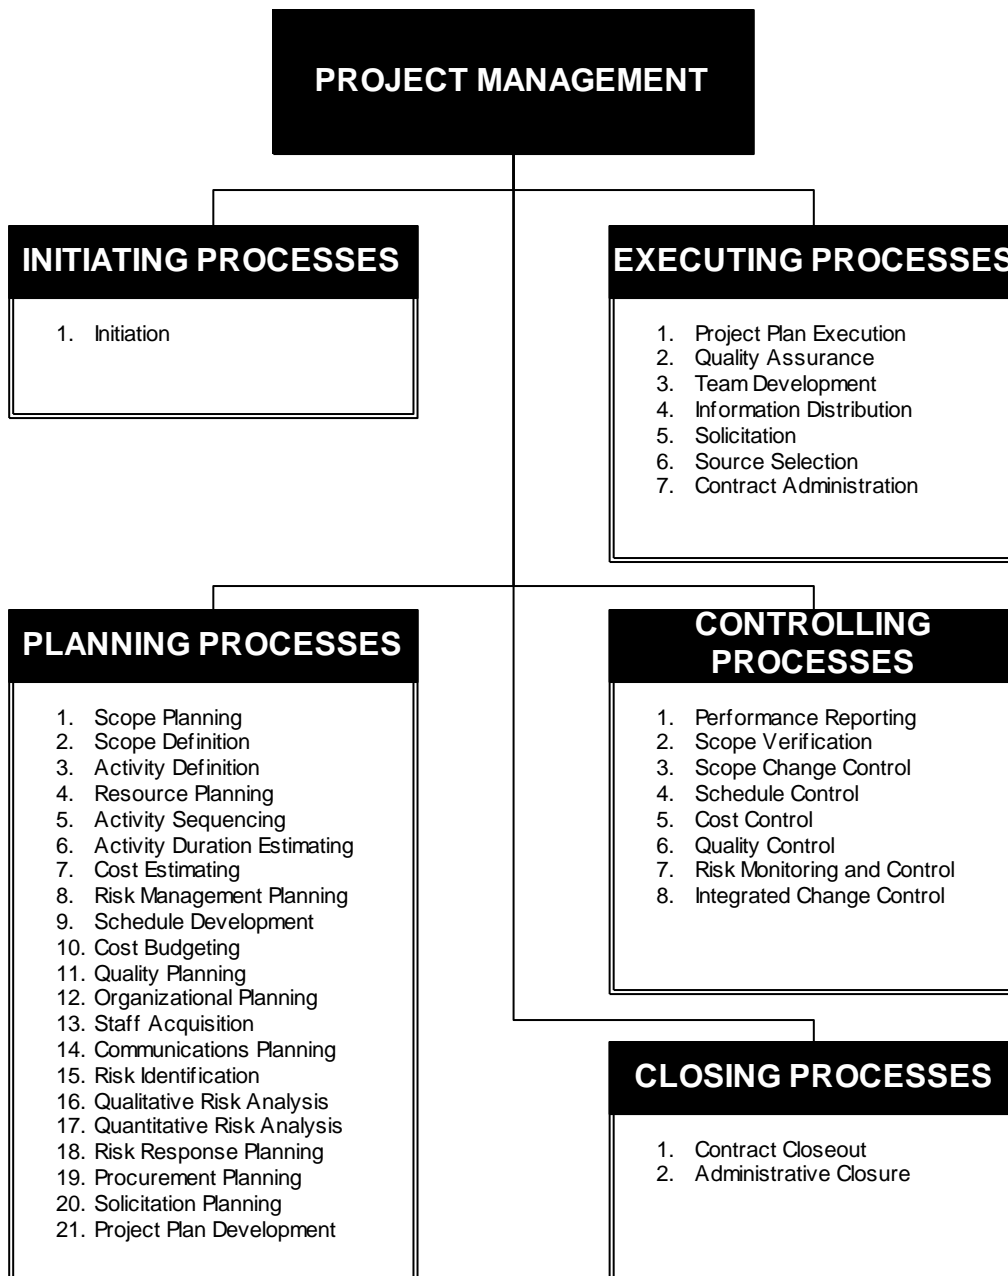 PROJECT MANAGEMENT
INITIATING PROCESSES
1. Initiation
EXECUTING PROCESSES
1. Project Plan Execution
2. Quality Assurance
3. Team Development
4. Information Distribution
5. Solicitation
6. Source Selection
7. Contract Administration
PLANNING PROCESSES
1. Scope Planning
2. Scope Definition
3. Activity Definition
4. Resource Planning
5. Activity Sequencing
6. Activity Duration Estimating
7. Cost Estimating
8. Risk Management Planning
9. Schedule Development
10. Cost Budgeting
11. Quality Planning
12. Organizational Planning
13. Staff Acquisition
14. Communications Planning
15. Risk Identification
16. Qualitative Risk Analysis
17. Quantitative Risk Analysis
18. Risk Response Planning
19. Procurement Planning
20. Solicitation Planning
21. Project Plan Development
CONTROLLING
PROCESSES
1. Performance Reporting
2. Scope Verification
3. Scope Change Control
4. Schedule Control
5. Cost Control
6. Quality Control
7. Risk Monitoring and Control
8. Integrated Change Control
CLOSING PROCESSES
1. Contract Closeout
2. Administrative Closure